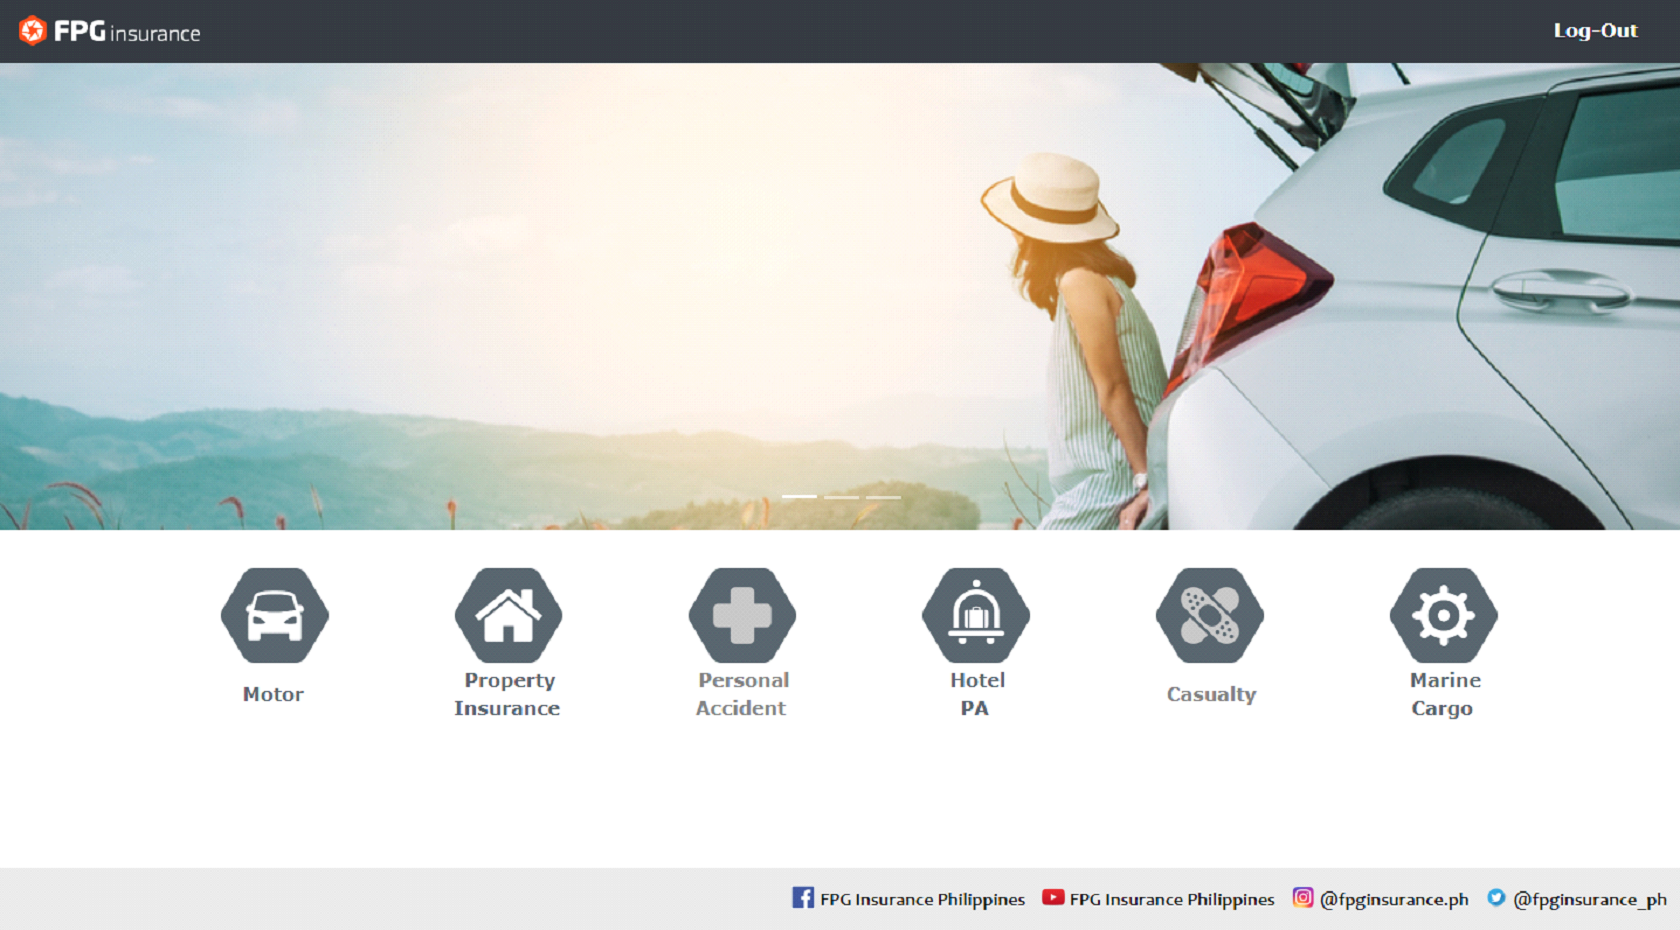 FPG insurance
Log-Out
Motor
Property
Insurance
Personal
Accident
Hotel
PA
Casualty
Marine
Cargo
FPG Insurance Philippines
FPG Insurance Philippines
@fpginsurance.ph
@fpginsurance_ph